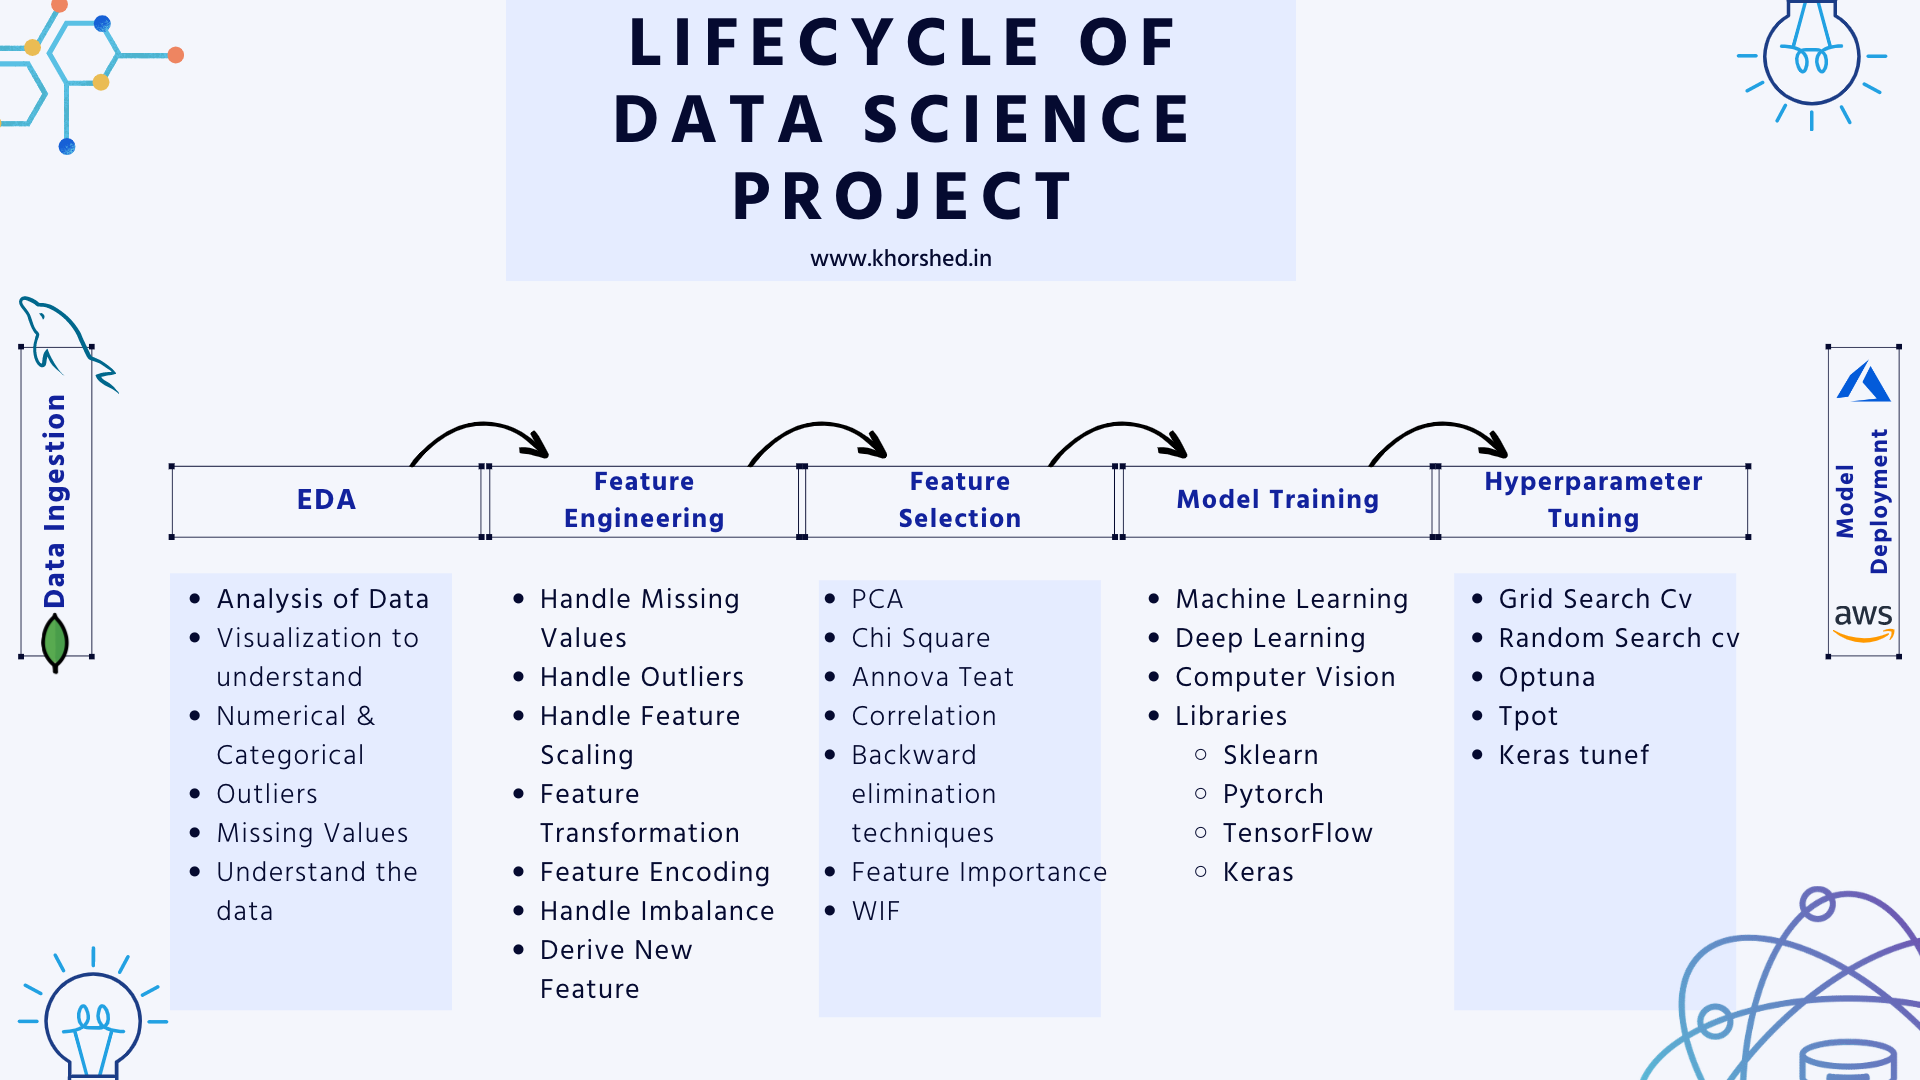 LIFECYCLE OF
DATA SCIENCE
PROJECT
www.khorshed.in
Data Ingestion
EDA
Feature
Engineering
Feature
Selection
Model Training
Hyperparameter
Tuning
Model
Deployment
aws
Analysis of Data
Visualization to
understand
Numerical &
Categorical
Outliers
Missing Values
Understand the
data
Handle Missing
Values
Handle Outliers
Handle Feature
Scaling
Feature
Transformation
Feature Encoding
Handle Imbalance
Derive New
Feature
PCA
Chi Square
Annova Teat
Correlation
Backward
elimination
techniques
Feature Importance
WIF
Machine Learning
Deep Learning
Computer Vision
Libraries
Sklearn
Pytorch
TensorFlow
Keras
Grid Search Cv
Random Search cv
Optuna
Tpot
Keras tunef